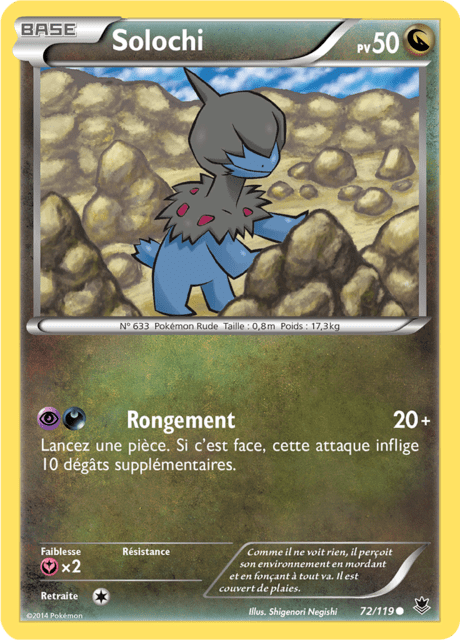 BASE
Solochi
PV50
N° 633 Pokémon Rude Taille : 0,8m Poids : 17,3kg
Rongement 20+
Lancez une pièce. Si c'est face, cette attaque inflige
10 dégâts supplémentaires.
Faiblesse Résistance
×2
Retraite
Comme il ne voit rien, il perçoit
son environnement en mordant
et en fonçant à tout va. Il est
couvert de plaies.
©2014 Pokémon
Illus. Shigenori Negishi
72/119